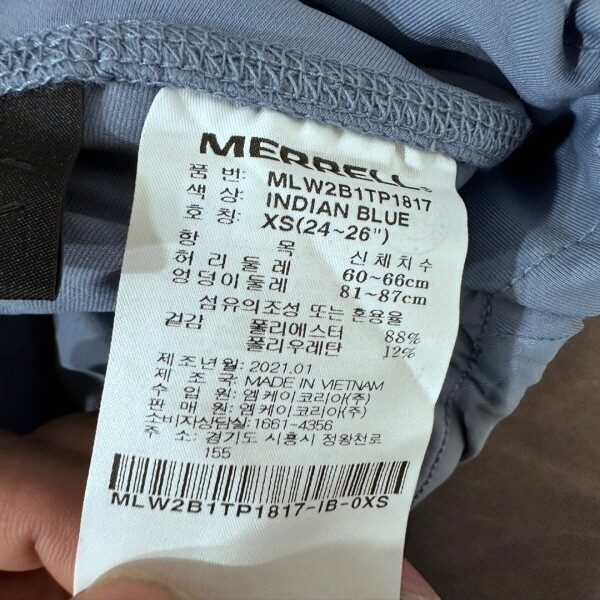 MERRELL
품 번: MLW2B1TP1817
색 상: INDIAN BLUE
호 칭: XS(24~26")
항 목 신체치수
허리둘레 60~66cm
엉덩이둘레 81~87cm
섬유의조성 또는 혼용율
겉감 폴리에스터 88%
폴리우레탄 12%
제조년월: 2021.01
제 조 국: MADE IN VIETNAM
수 입 원: 엠케이코리아(주)
판 매 원: 엠케이코리아(주)
소비자상담실: 1661-4356
주 소: 경기도 시흥시 정왕천로
155
MLW2B1TP1817-IB-0XS